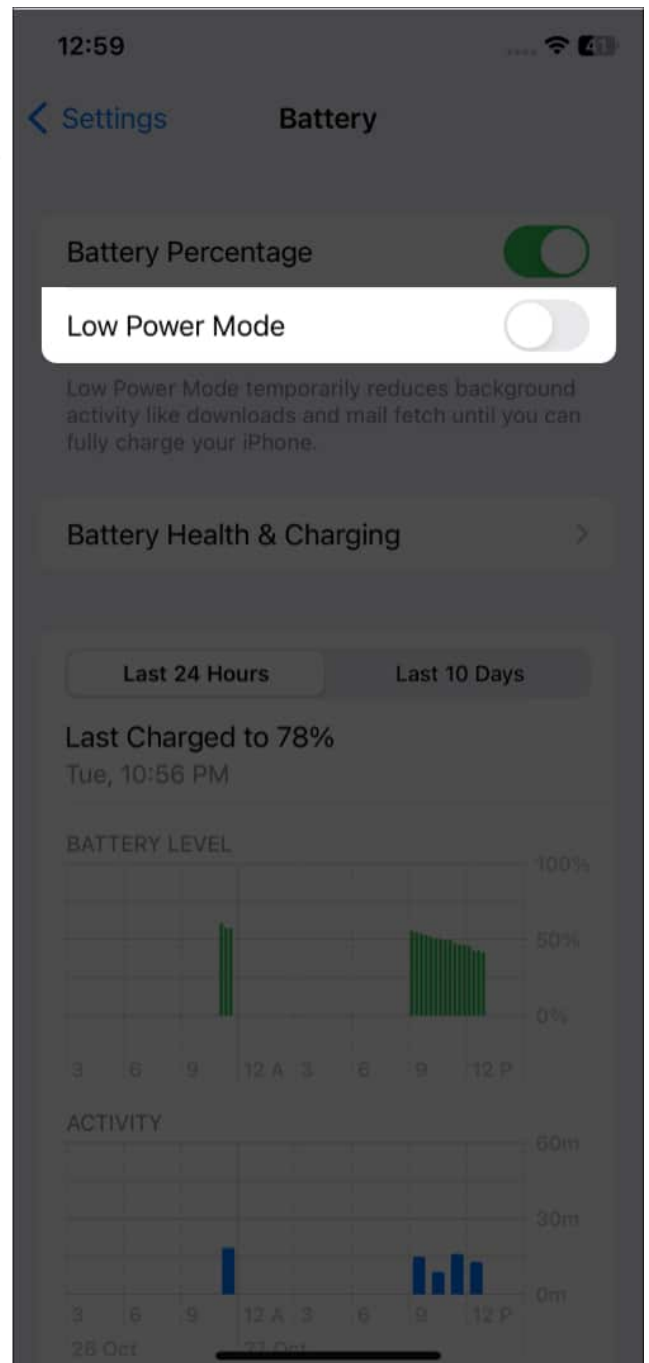 12:59
41
Settings
Battery
Battery Percentage
Low Power Mode
Low Power Mode temporarily reduces background
activity like downloads and mail fetch until you can
fully charge your iPhone.
Battery Health & Charging
Last 24 Hours
Last 10 Days
Last Charged to 78%
Tue, 10:56 PM
BATTERY LEVEL
100%
50%
0%
3 6 9 12 A 3 6 9 12 P
ACTIVITY
60m
30m
0m
3 6 9 12 A 3 6 9 12 P
26 Oct 27 Oct